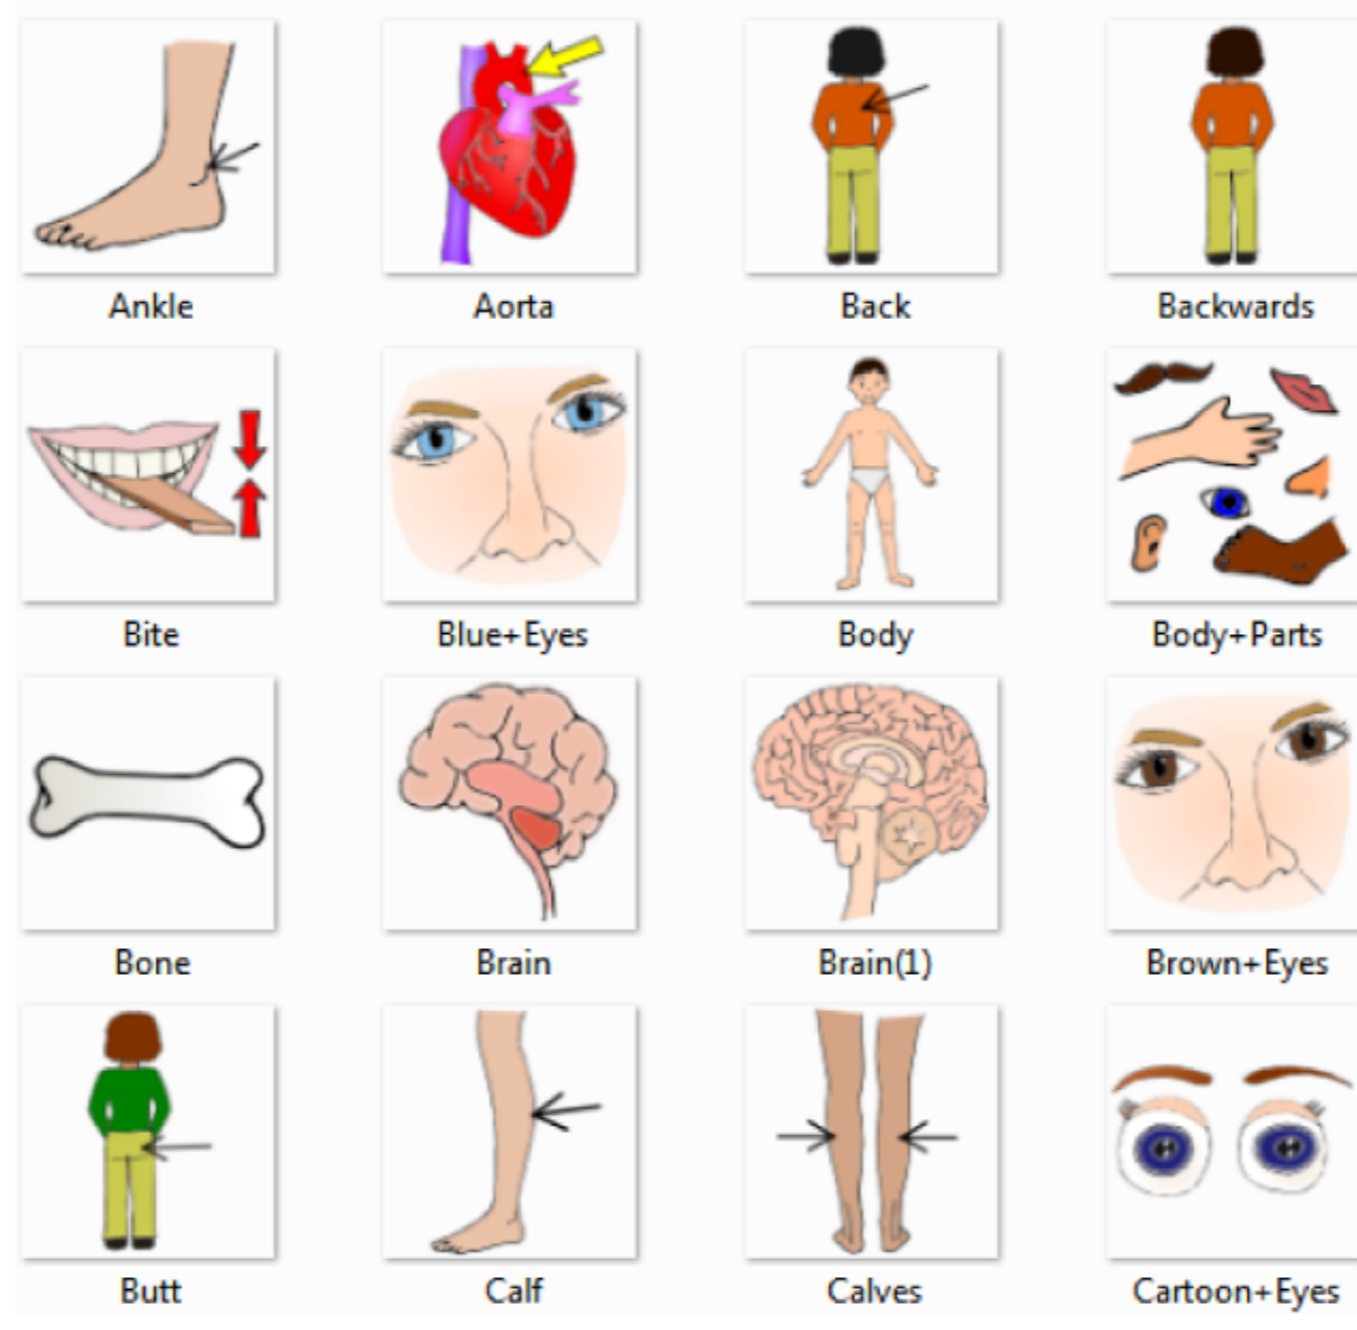 Ankle
Aorta
Back
Backwards
Bite
Blue+Eyes
Body
Body+Parts
Bone
Brain
Brain(1)
Brown+Eyes
Butt
Calf
Calves
Cartoon+Eyes